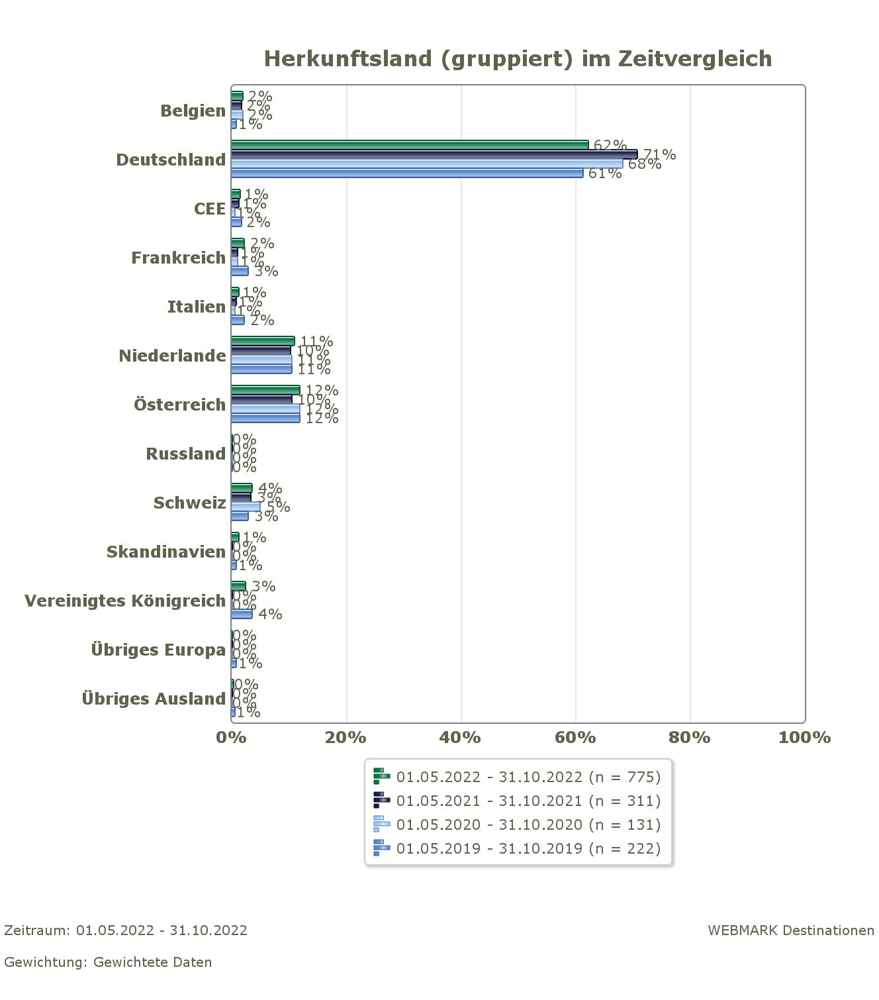 Herkunftsland (gruppiert) im Zeitvergleich
Belgien
2%
2%
2%
1%
Deutschland
62%
71%
68%
61%
CEE
1%
1%
1%
2%
Frankreich
2%
1%
1%
3%
Italien
1%
1%
1%
2%
Niederlande
11%
10%
11%
11%
Österreich
12%
10%
12%
12%
Russland
0%
0%
0%
0%
Schweiz
4%
3%
5%
3%
Skandinavien
1%
0%
0%
1%
Vereinigtes Königreich
3%
0%
0%
4%
Übriges Europa
0%
0%
0%
1%
Übriges Ausland
0%
0%
0%
1%
0% 20% 40% 60% 80% 100%
01.05.2022 - 31.10.2022 (n = 775)
01.05.2021 - 31.10.2021 (n = 311)
01.05.2020 - 31.10.2020 (n = 131)
01.05.2019 - 31.10.2019 (n = 222)
Zeitraum: 01.05.2022 - 31.10.2022
WEBMARK Destinationen
Gewichtung: Gewichtete Daten